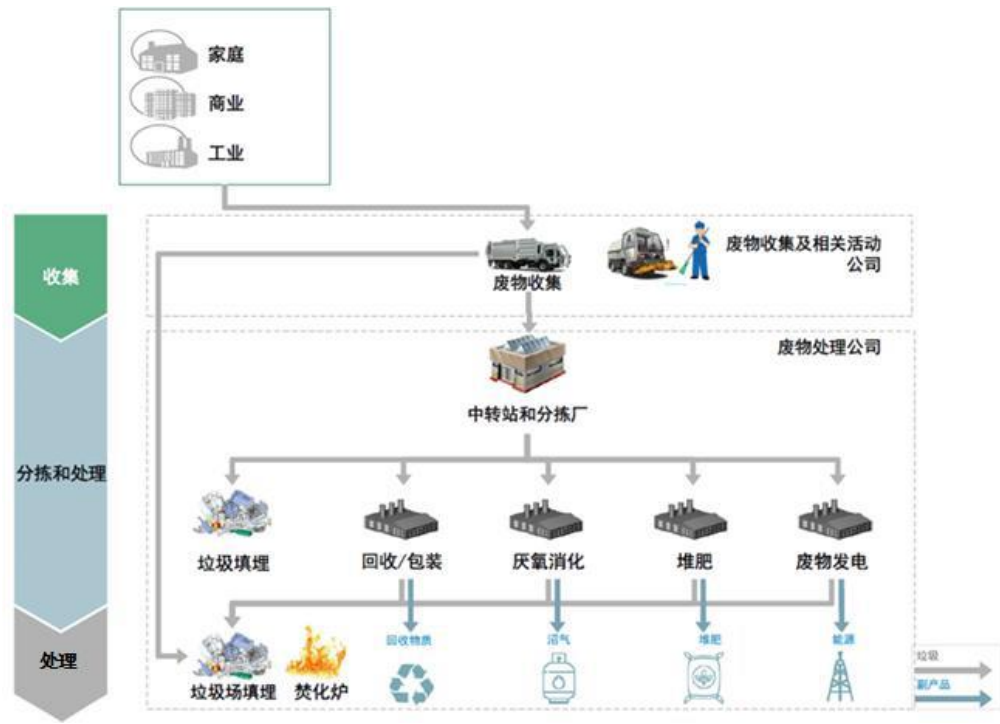 家庭
商业
工业
收集
废物收集及相关活动
公司
废物收集
废物处理公司
中转站和分拣厂
分拣和处理
垃圾填埋
回收/包装
厌氧消化
堆肥
废物发电
回收物质
沼气
堆肥
能源
处理
垃圾场填埋
焚化炉
垃圾
副产品